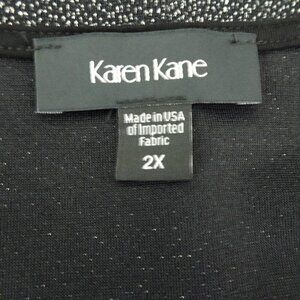 Karen Kane
Made in USA
of Imported
Fabric
2X